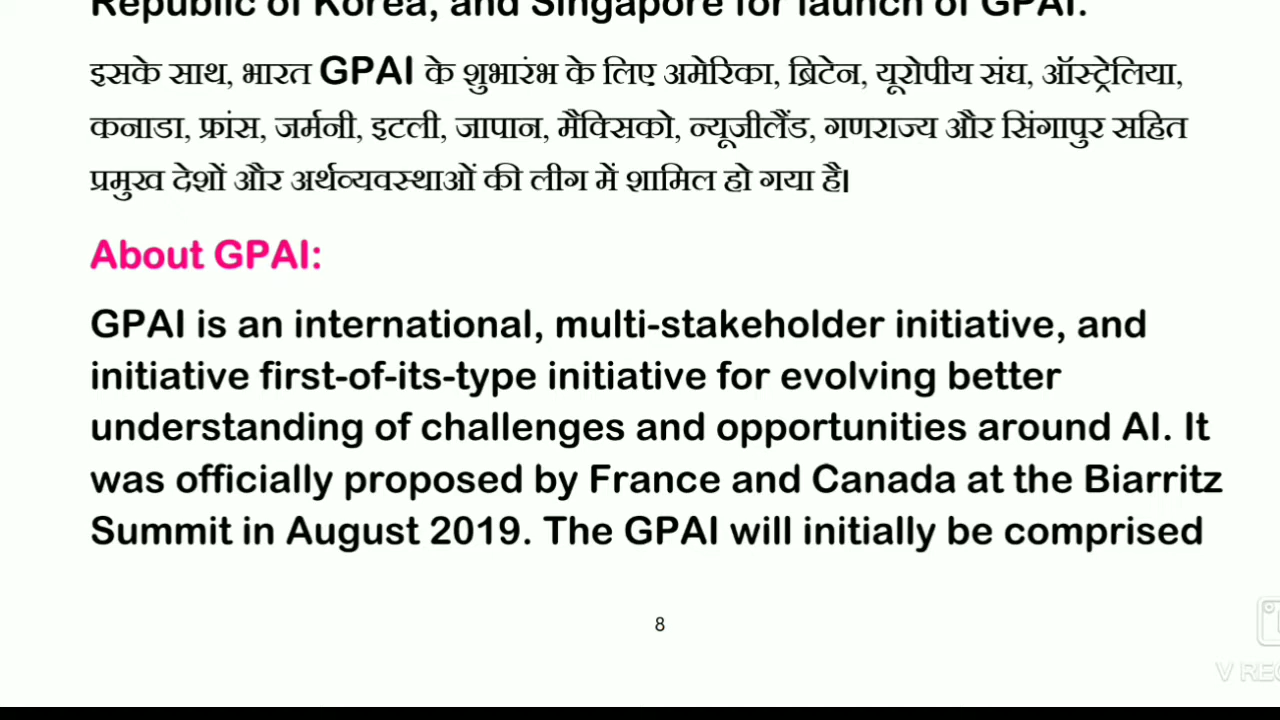 Republic of Korea, and Singapore for launch of GPAI.
इसके साथ, भारत GPAI के शुभारंभ के लिए अमेरिका, ब्रिटेन, यूरोपीय संघ, ऑस्ट्रेलिया,
कनाडा, फ्रांस, जर्मनी, इटली, जापान, मैक्सिको, न्यूजीलैंड, गणराज्य और सिंगापुर सहित
प्रमुख देशों और अर्थव्यवस्थाओं की लीग में शामिल हो गया है।
About GPAI:
GPAI is an international, multi-stakeholder initiative, and
initiative first-of-its-type initiative for evolving better
understanding of challenges and opportunities around AI. It
was officially proposed by France and Canada at the Biarritz
Summit in August 2019. The GPAI will initially be comprised
8
V REC